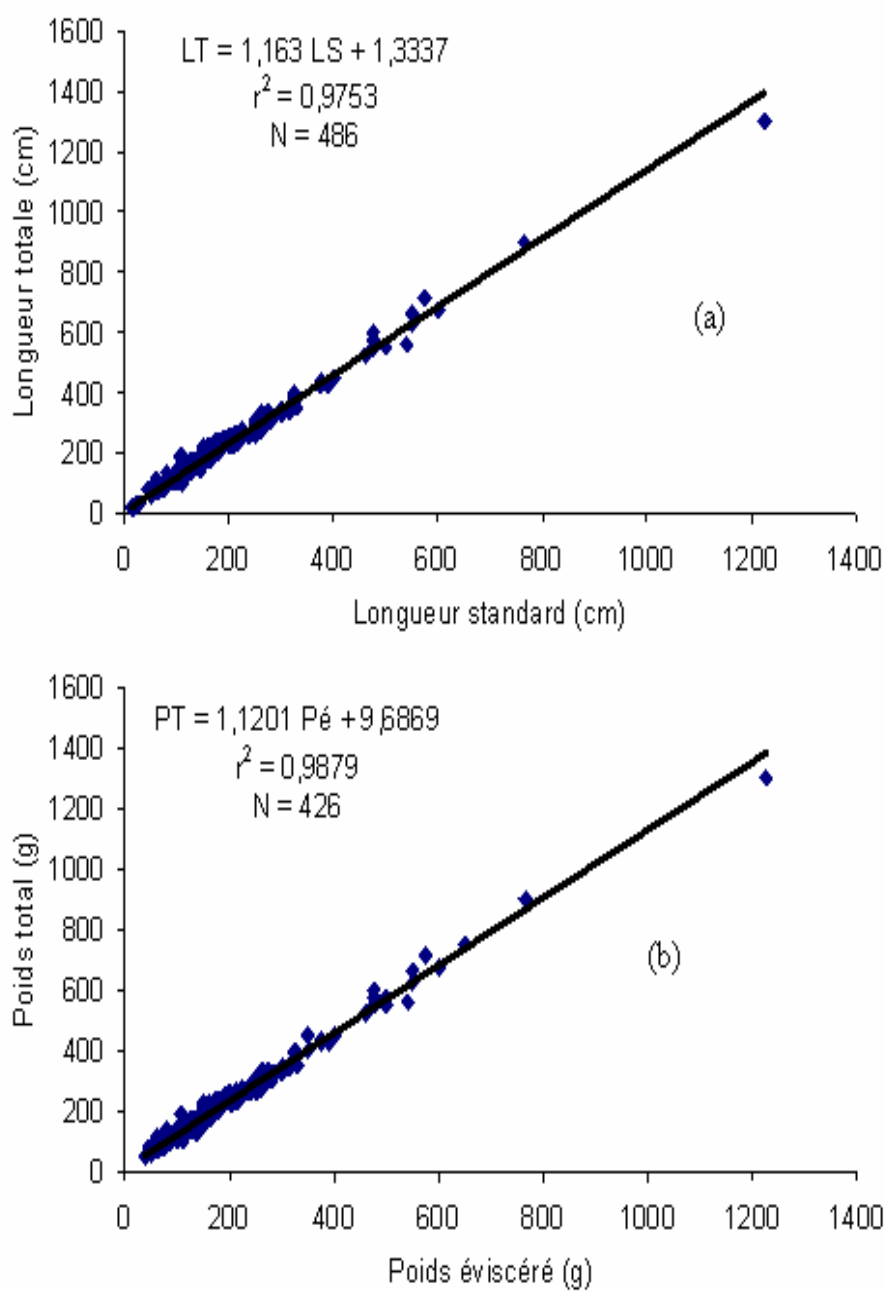 LT = 1,163 LS + 1,3337
r² = 0,9753
N = 486
1600
1400
1200
1000
800
600
400
200
0
Longueur totale (cm)
(a)
0 200 400 600 800 1000 1200 1400
Longueur standard (cm)
PT = 1,1201 Pé + 9,6869
r² = 0,9879
N = 426
1600
1400
1200
1000
800
600
400
200
0
Poids total (g)
(b)
0 200 400 600 800 1000 1200 1400
Poids éviscéré (g)